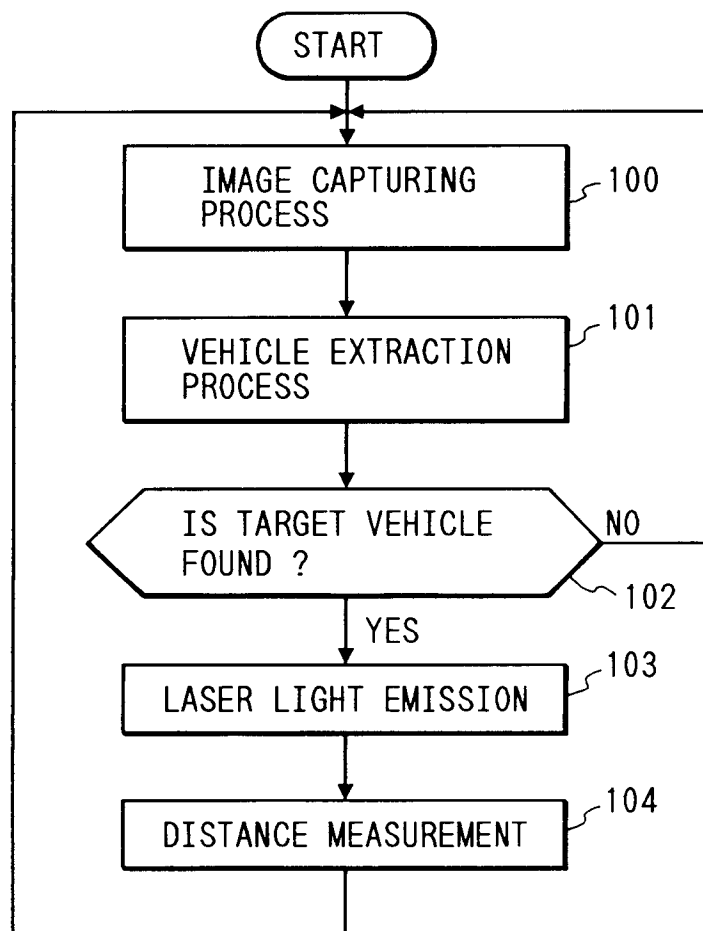 START
IMAGE CAPTURING
PROCESS
100
VEHICLE EXTRACTION
PROCESS
101
IS TARGET VEHICLE
FOUND ?
NO
102
YES
LASER LIGHT EMISSION
103
DISTANCE MEASUREMENT
104